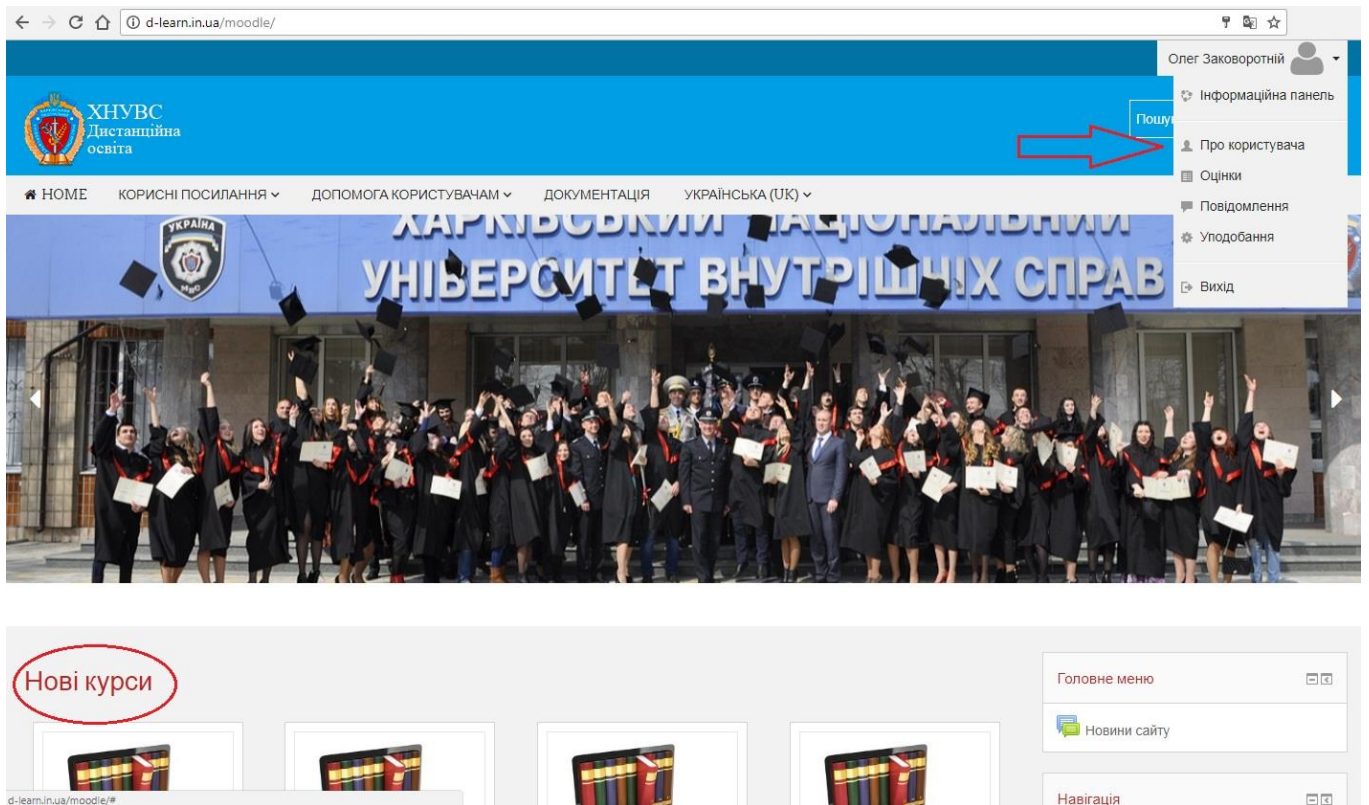 d-learn.in.ua/moodle/
Олег Заковоротній
ХНУВС
Дистанційна
освіта
Інформаційна панель
Про користувача
Оцінки
Повідомлення
Уподобання
Вихід
HOME КОРИСНІ ПОСИЛАННЯ ДОПОМОГА КОРИСТУВАЧАМ ДОКУМЕНТАЦІЯ УКРАЇНСЬКА (UK)
ХАРКІВСЬКИЙ НАЦІОНАЛЬНИЙ
УНІВЕРСИТЕТ ВНУТРІШНІХ СПРАВ
УКРАЇНА
МВС
Нові курси
Головне меню
Новини сайту
Навігація
d-learn.in.ua/moodle/#